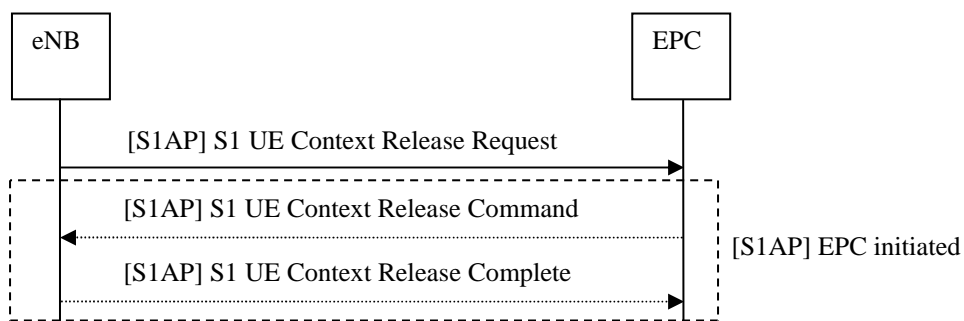 eNB
EPC
[S1AP] S1 UE Context Release Request
[S1AP] S1 UE Context Release Command
[S1AP] EPC initiated
[S1AP] S1 UE Context Release Complete